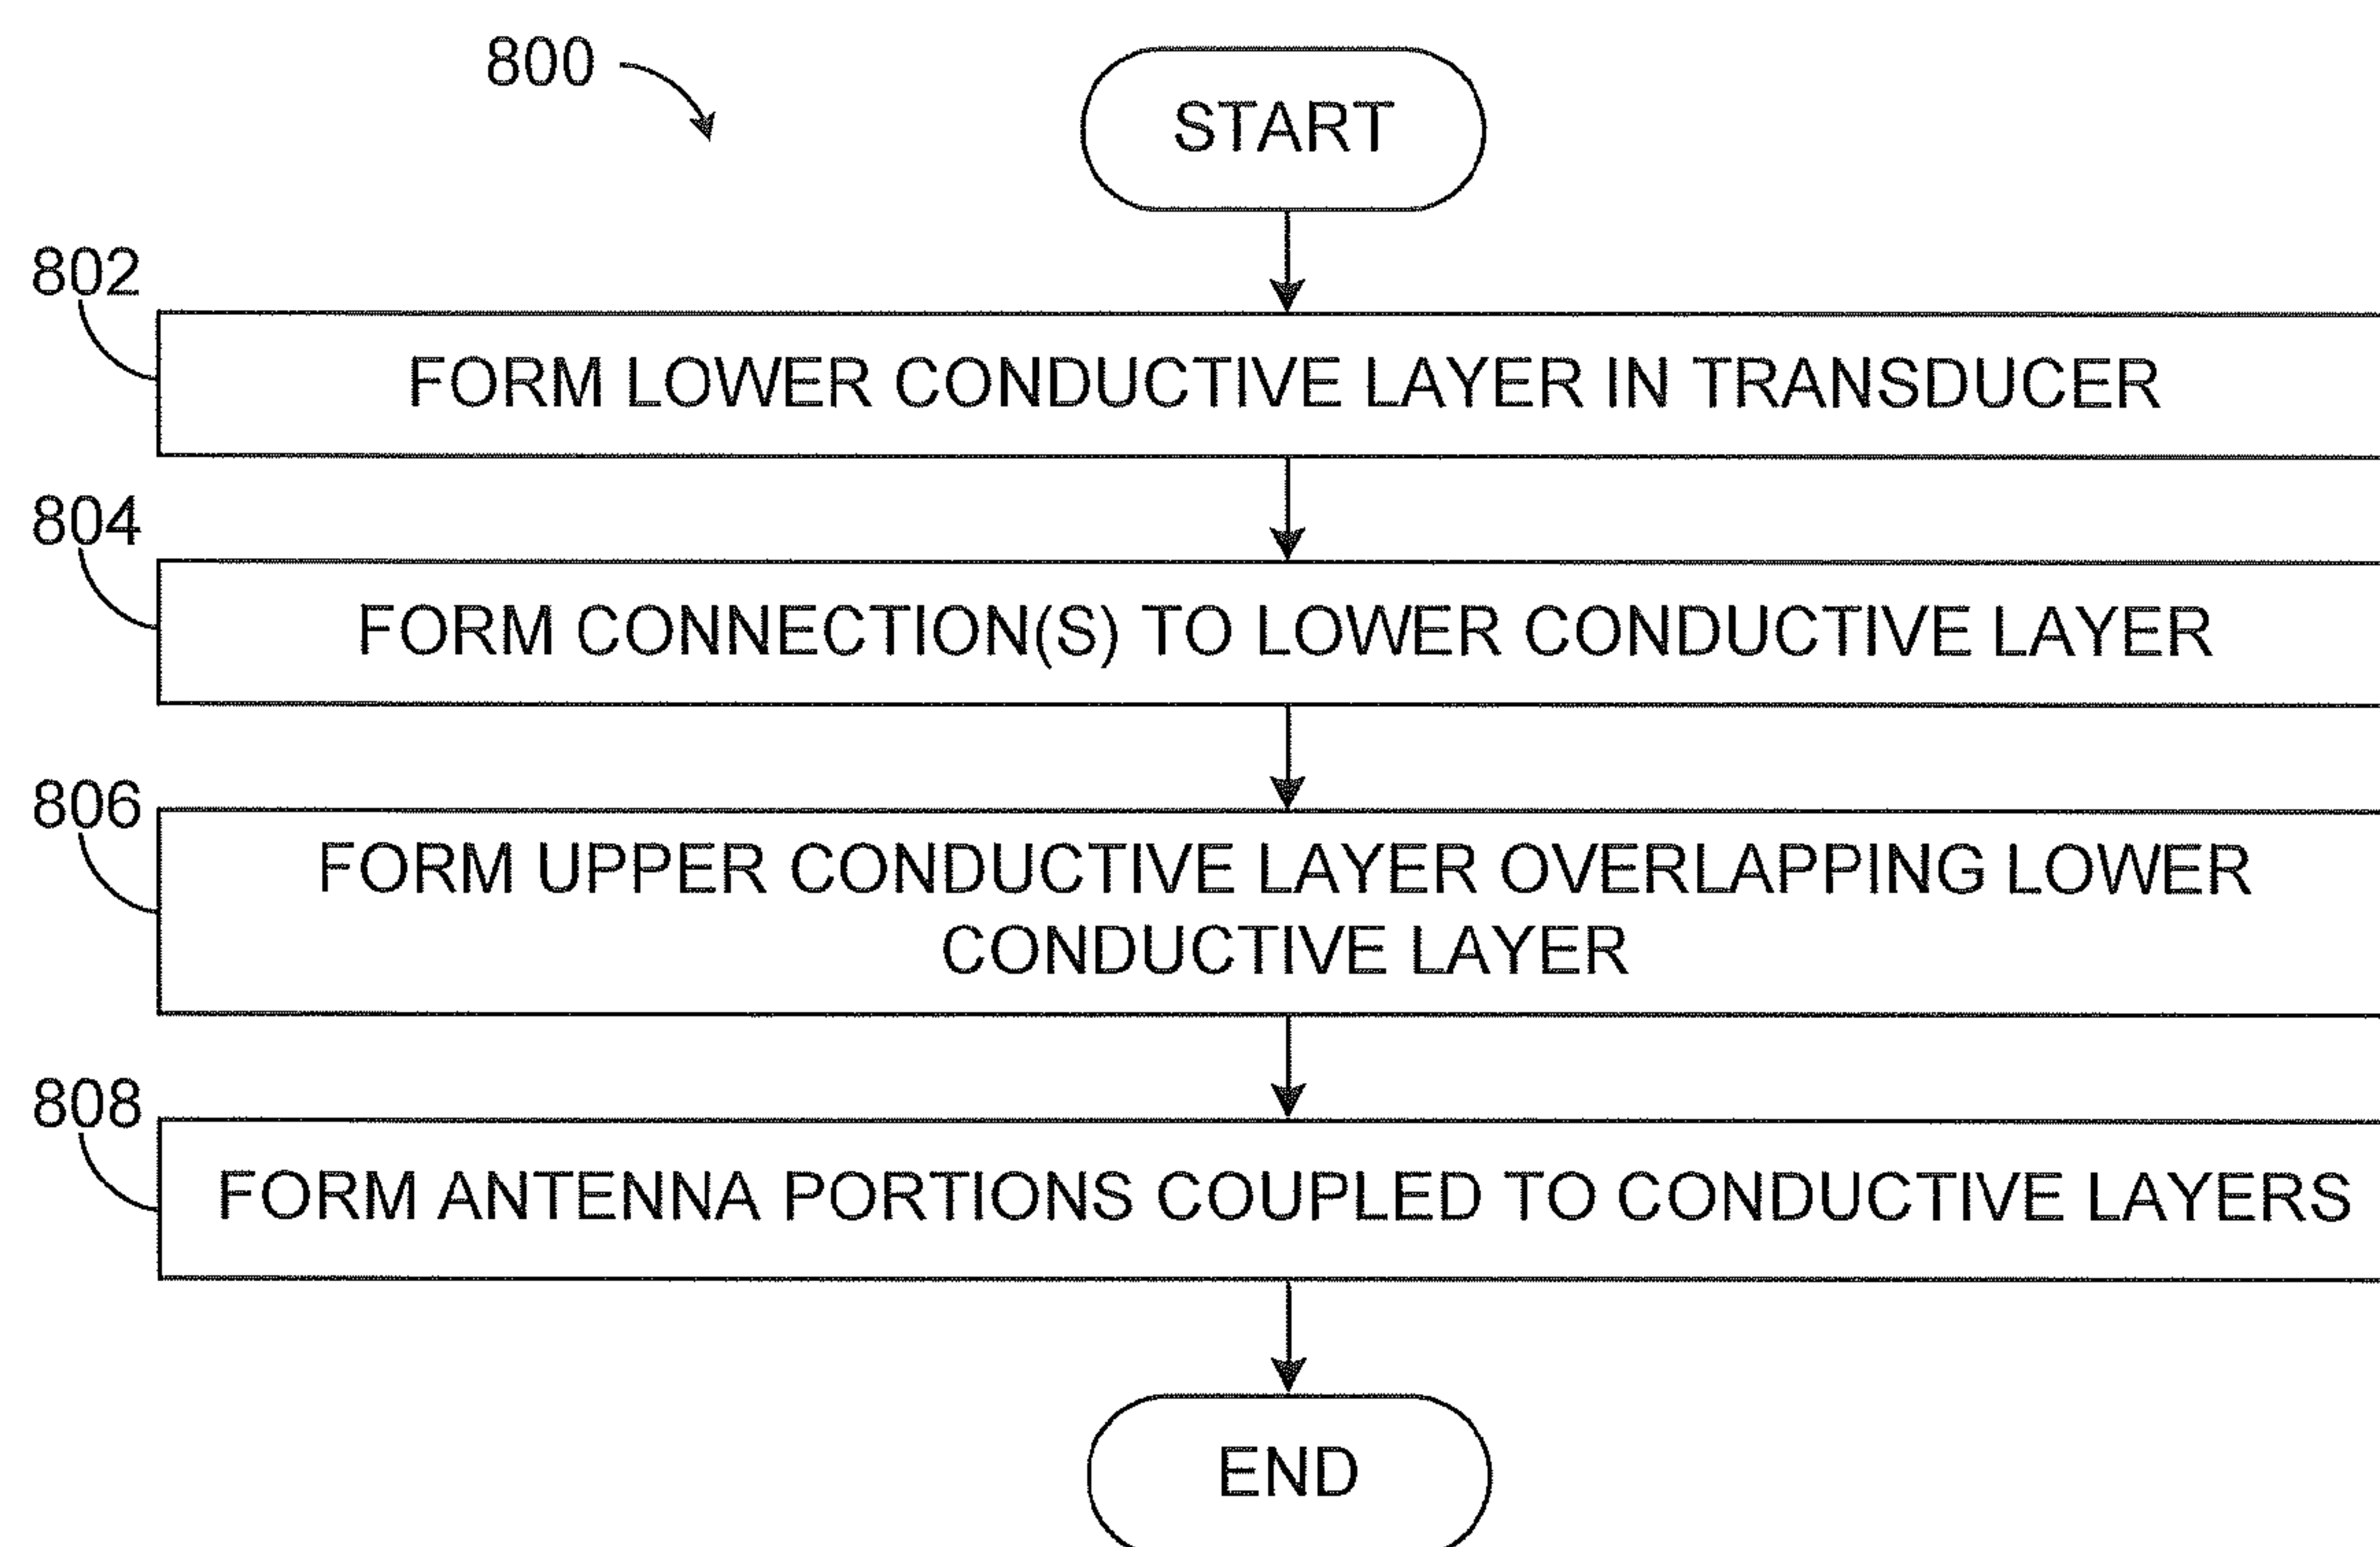 800
START
802
FORM LOWER CONDUCTIVE LAYER IN TRANSDUCER
804
FORM CONNECTION(S) TO LOWER CONDUCTIVE LAYER
806
FORM UPPER CONDUCTIVE LAYER OVERLAPPING LOWER
CONDUCTIVE LAYER
808
FORM ANTENNA PORTIONS COUPLED TO CONDUCTIVE LAYERS
END